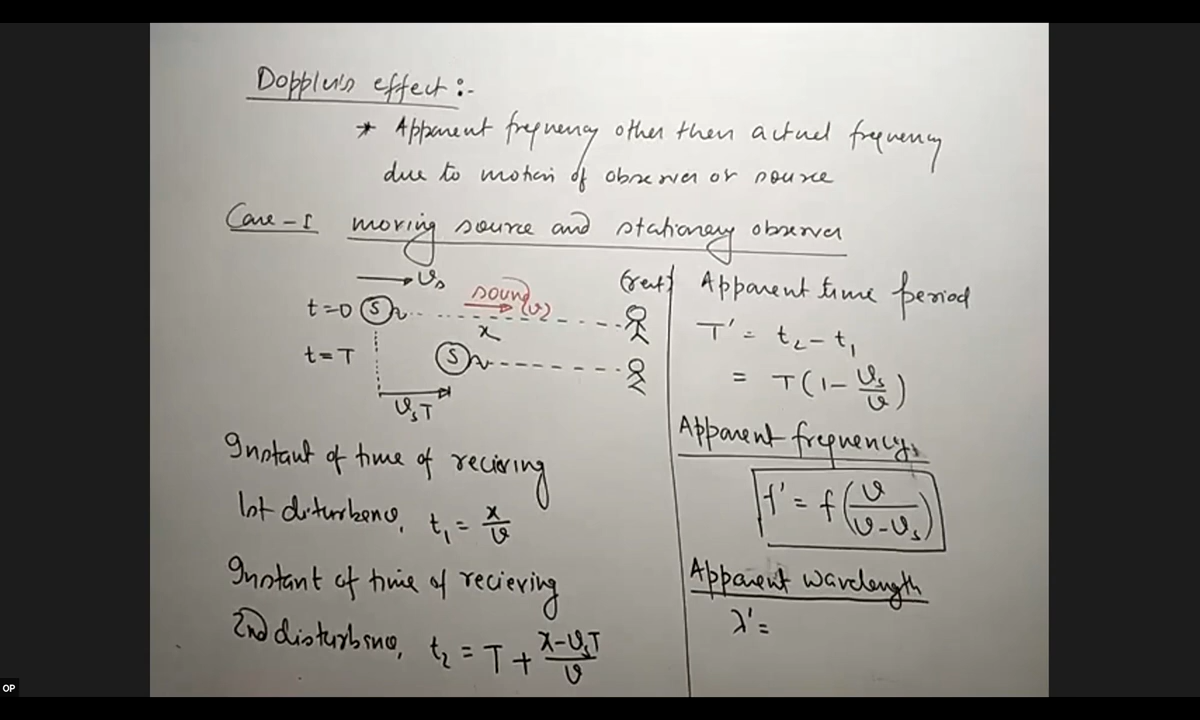 Doppler's effect :-
* Apparent frequency other then actual frequency
due to motion of observer or source
Case-I moving source and stationary observer
→ vs
t=0 S sound (v) (rest)
x
t=T S
vsT
Instant of time of recieving
1st disturbence, t₁ = x/v
Instant of time of recieving
2nd disturbence, t₂ = T + (x-vsT)/v
Apparent time period
T' = t₂ - t₁
= T(1 - vs/v)
Apparent frequency,
f' = f(v/(v-vs))
Apparent wavelength
λ' =
OP